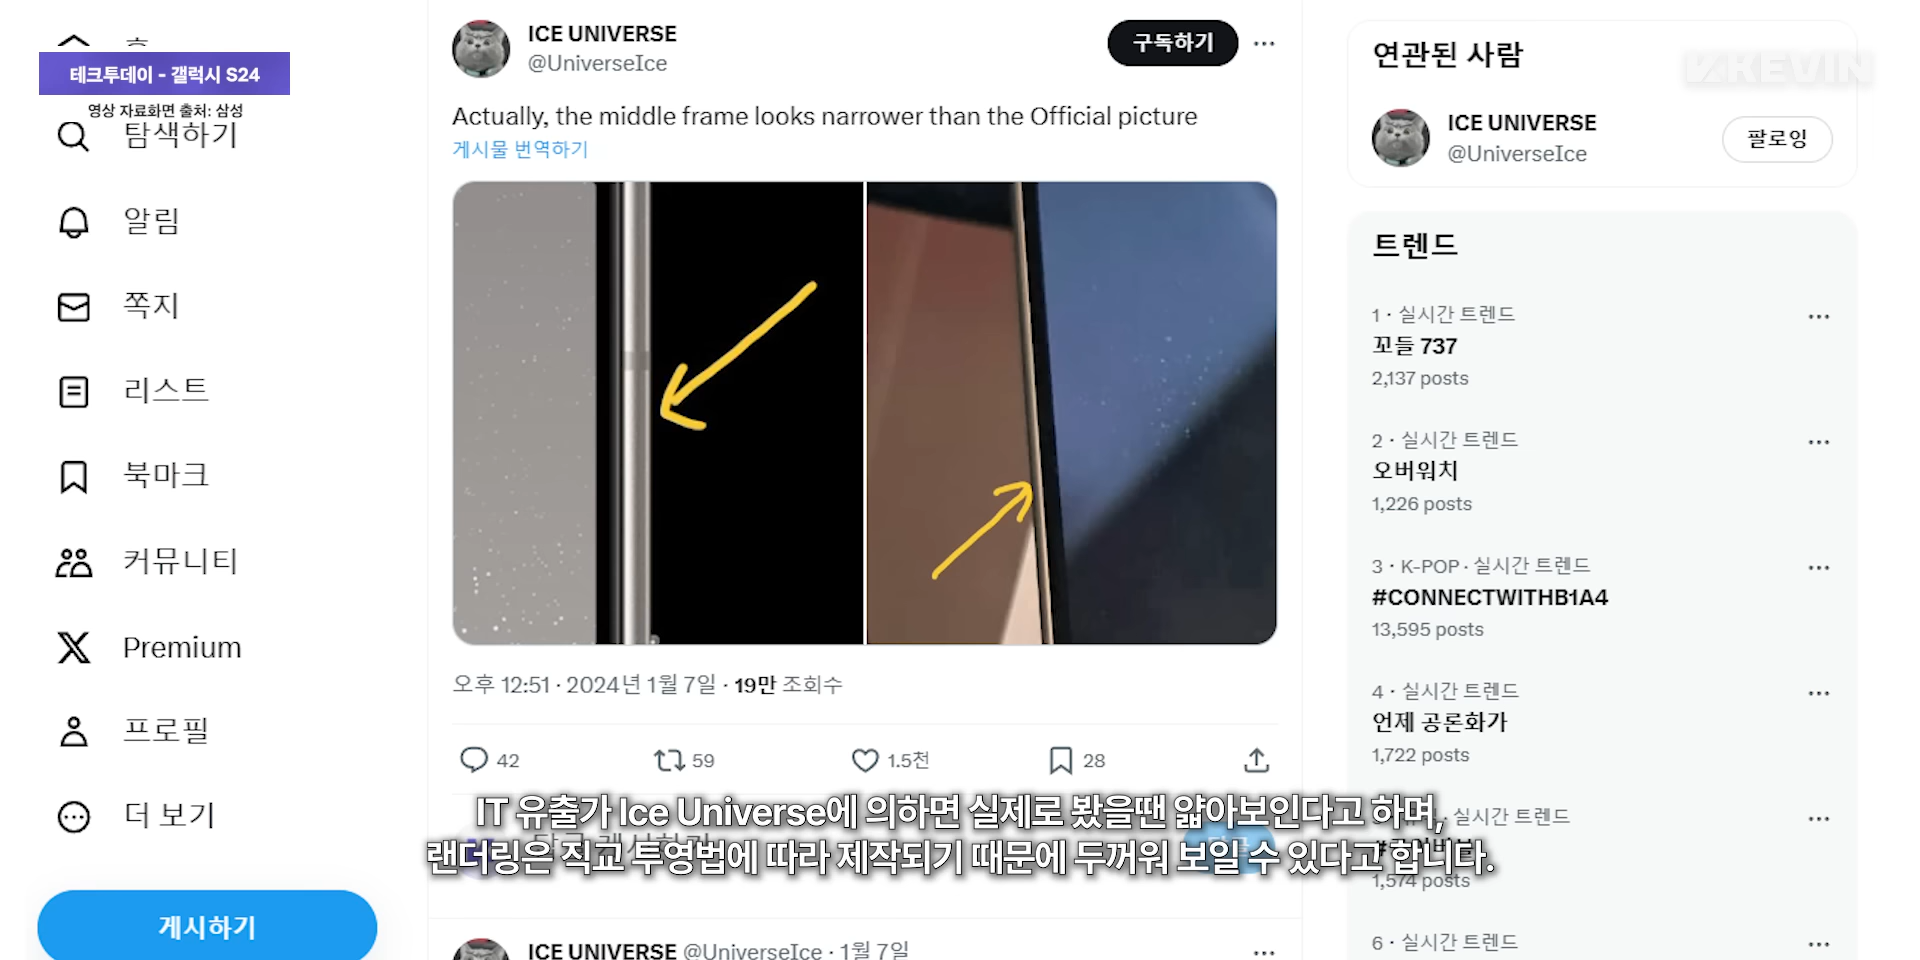 홈
테크투데이 - 갤럭시 S24
영상 자료화면 출처: 삼성
탐색하기
알림
쪽지
리스트
북마크
커뮤니티
Premium
프로필
더 보기
게시하기
ICE UNIVERSE
@UniverseIce
구독하기
Actually, the middle frame looks narrower than the Official picture
게시물 번역하기
오후 12:51 · 2024년 1월 7일 · 19만 조회수
42
59
1.5천
28
IT 유출가 Ice Universe에 의하면 실제로 봤을땐 얇아보인다고 하며,
랜더링은 직교 투영법에 따라 제작되기 때문에 두꺼워 보일 수 있다고 합니다.
ICE UNIVERSE @UniverseIce · 1월 7일
KEVIN
연관된 사람
ICE UNIVERSE
@UniverseIce
팔로잉
트렌드
1 · 실시간 트렌드
꼬들 737
2,137 posts
2 · 실시간 트렌드
오버워치
1,226 posts
3 · K-POP · 실시간 트렌드
#CONNECTWITHB1A4
13,595 posts
4 · 실시간 트렌드
언제 공론화가
1,722 posts
실시간 트렌드
1,574 posts
6 · 실시간 트렌드